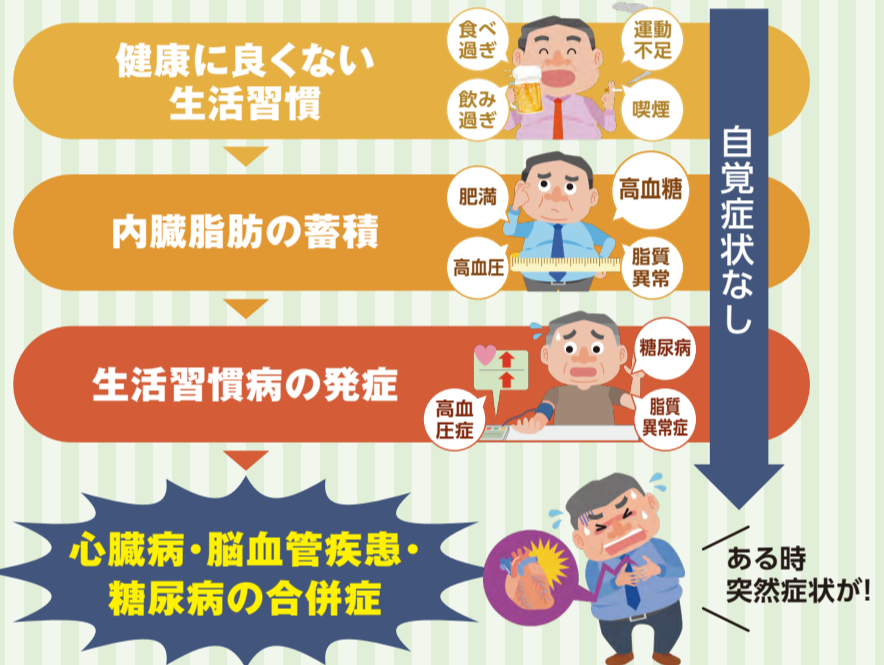 健康に良くない
生活習慣
食べ
過ぎ
運動
不足
飲み
過ぎ
喫煙
内臓脂肪の蓄積
肥満
高血糖
高血圧
脂質
異常
生活習慣病の発症
糖尿病
高血
圧症
脂質
異常症
自覚症状なし
心臓病・脳血管疾患・
糖尿病の合併症
ある時
突然症状が!